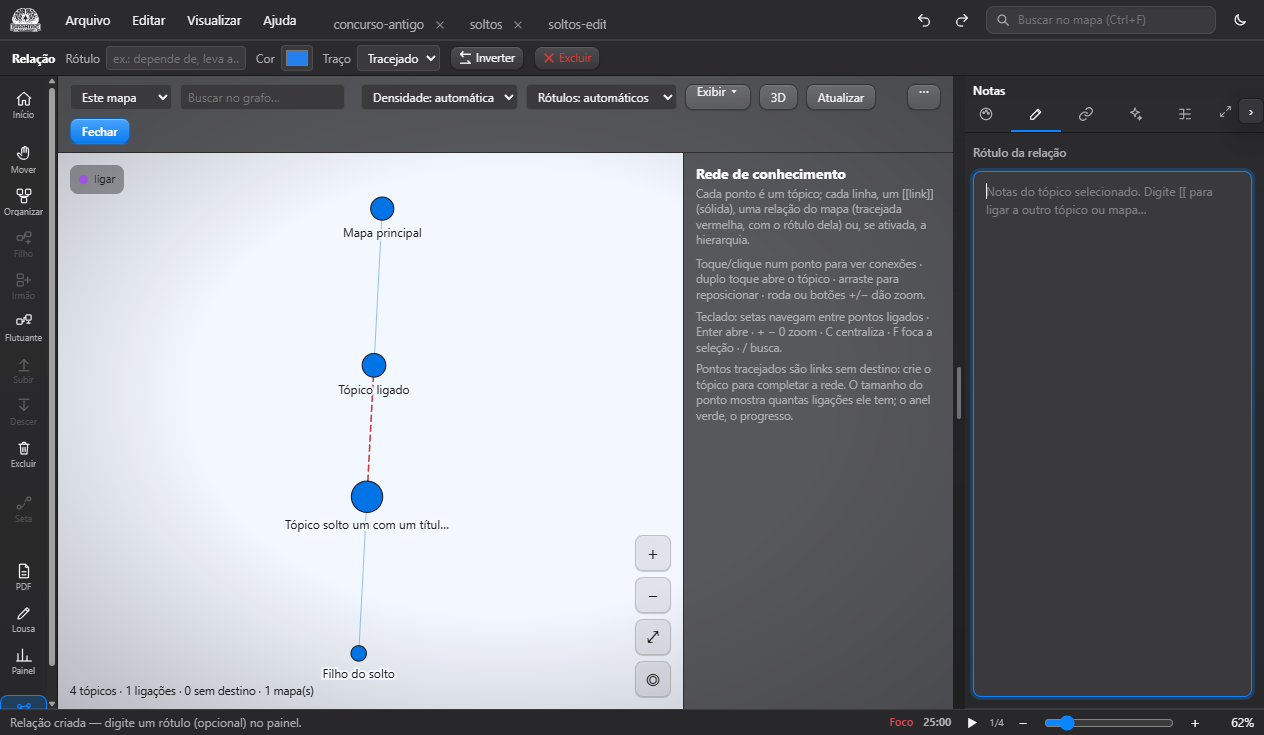 Arquivo Editar Visualizar Ajuda
concurso-antigo × soltos × soltos-edit
Buscar no mapa (Ctrl+F)
Relação Rótulo ex.: depende de, leva a.. Cor Traço Tracejado Inverter Excluir
Início
Mover
Organizar
Filho
Irmão
Flutuante
Subir
Descer
Excluir
Seta
PDF
Lousa
Painel
Este mapa Buscar no grafo... Densidade: automática Rótulos: automáticos Exibir 3D Atualizar ...
Fechar
ligar
Mapa principal
Tópico ligado
Tópico solto um com um títul...
Filho do solto
4 tópicos · 1 ligações · 0 sem destino · 1 mapa(s)
+
−
Rede de conhecimento
Cada ponto é um tópico; cada linha, um [[link]]
(sólida), uma relação do mapa (tracejada
vermelha, com o rótulo dela) ou, se ativada, a
hierarquia.
Toque/clique num ponto para ver conexões ·
duplo toque abre o tópico · arraste para
reposicionar · roda ou botões +/− dão zoom.
Teclado: setas navegam entre pontos ligados ·
Enter abre · + − 0 zoom · C centraliza · F foca a
seleção · / busca.
Pontos tracejados são links sem destino: crie o
tópico para completar a rede. O tamanho do
ponto mostra quantas ligações ele tem; o anel
verde, o progresso.
Notas
Rótulo da relação
Notas do tópico selecionado. Digite [[ para
ligar a outro tópico ou mapa...
Relação criada — digite um rótulo (opcional) no painel.
Foco 25:00 1/4 − + 62%